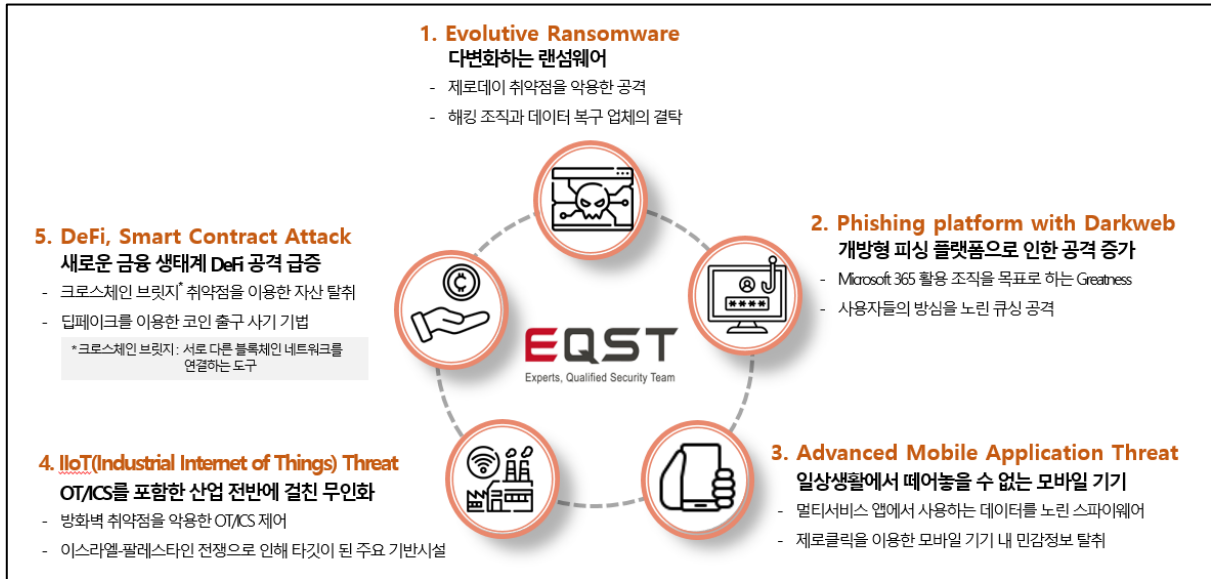 1. Evolutive Ransomware
다변화하는 랜섬웨어
- 제로데이 취약점을 악용한 공격
- 해킹 조직과 데이터 복구 업체의 결탁
2. Phishing platform with Darkweb
개방형 피싱 플랫폼으로 인한 공격 증가
- Microsoft 365 활용 조직을 목표로 하는 Greatness
- 사용자들의 방심을 노린 큐싱 공격
3. Advanced Mobile Application Threat
일상생활에서 떼어놓을 수 없는 모바일 기기
- 멀티서비스 앱에서 사용하는 데이터를 노린 스파이웨어
- 제로클릭을 이용한 모바일 기기 내 민감정보 탈취
4. IIoT(Industrial Internet of Things) Threat
OT/ICS를 포함한 산업 전반에 걸친 무인화
- 방화벽 취약점을 악용한 OT/ICS 제어
- 이스라엘-팔레스타인 전쟁으로 인해 타깃이 된 주요 기반시설
5. DeFi, Smart Contract Attack
새로운 금융 생태계 DeFi 공격 급증
- 크로스체인 브릿지* 취약점을 이용한 자산 탈취
- 딥페이크를 이용한 코인 출구 사기 기법
*크로스체인 브릿지 : 서로 다른 블록체인 네트워크를
연결하는 도구
EQST
Experts, Qualified Security Team